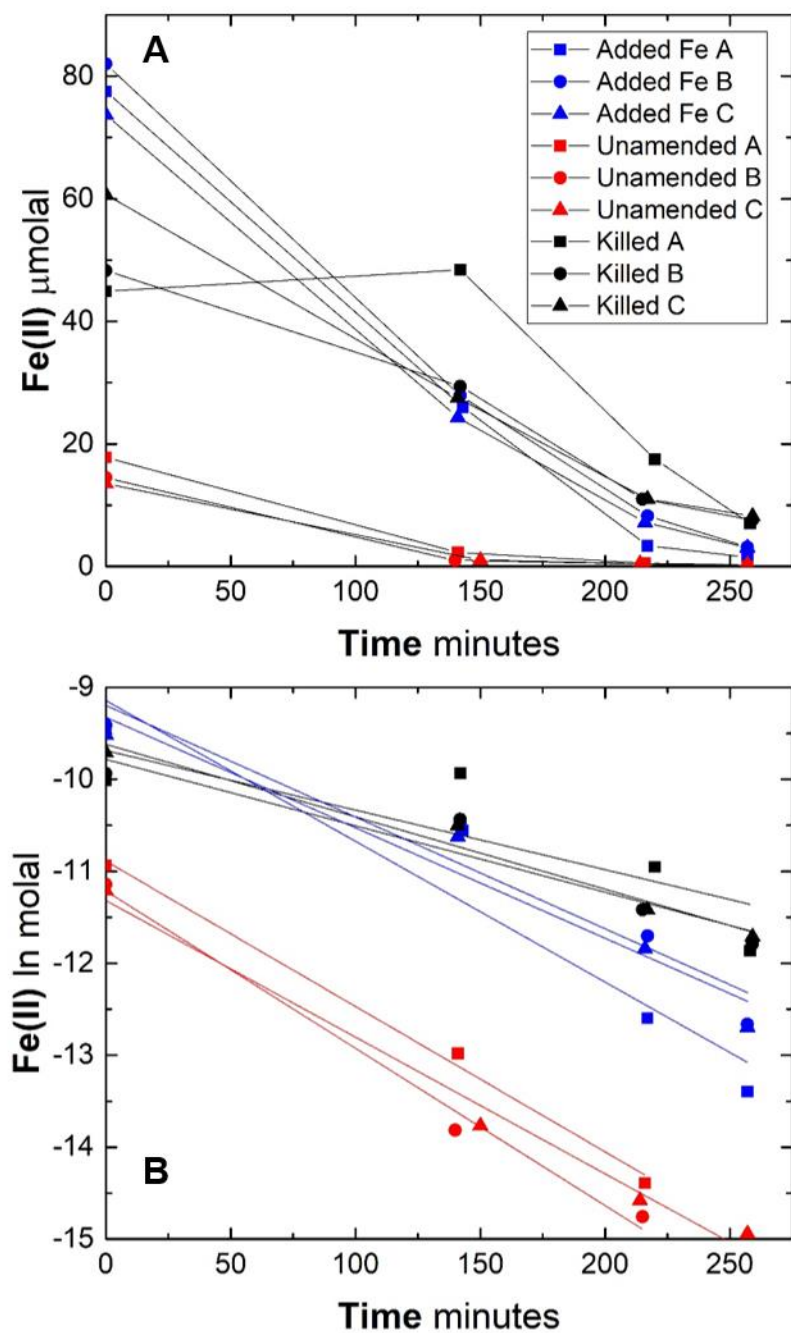 A
Added Fe A
Added Fe B
Added Fe C
Unamended A
Unamended B
Unamended C
Killed A
Killed B
Killed C
80
60
40
20
0
Fe(II) µmolal
0 50 100 150 200 250
Time minutes
-9
-10
-11
-12
-13
-14
-15
Fe(II) ln molal
B
0 50 100 150 200 250
Time minutes